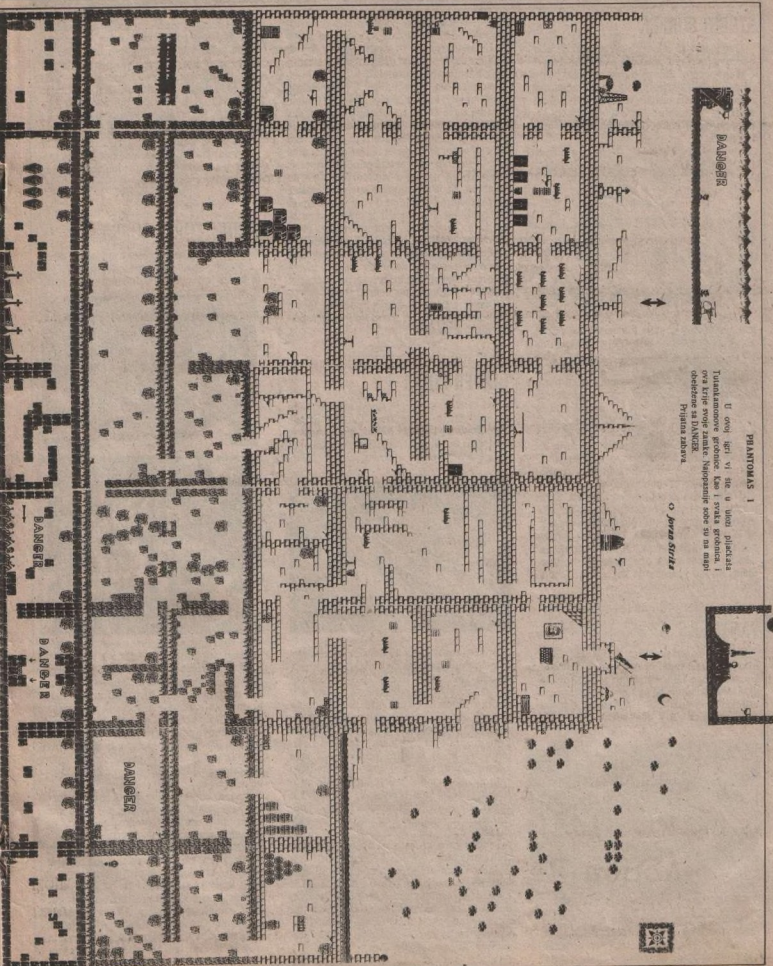 PHANTOMAS 1
U ovoj igri vi ste u ulozi pljačkaša
Tutankamonove grobnice. Kao i svaka grobnica, i
ova krije svoje zamke. Najopasnije sobe su na mapi
obeležene sa DANGER.
Prijatna zabava
Jovan Strika
DANGER
DANGER
DANGER
DANGER